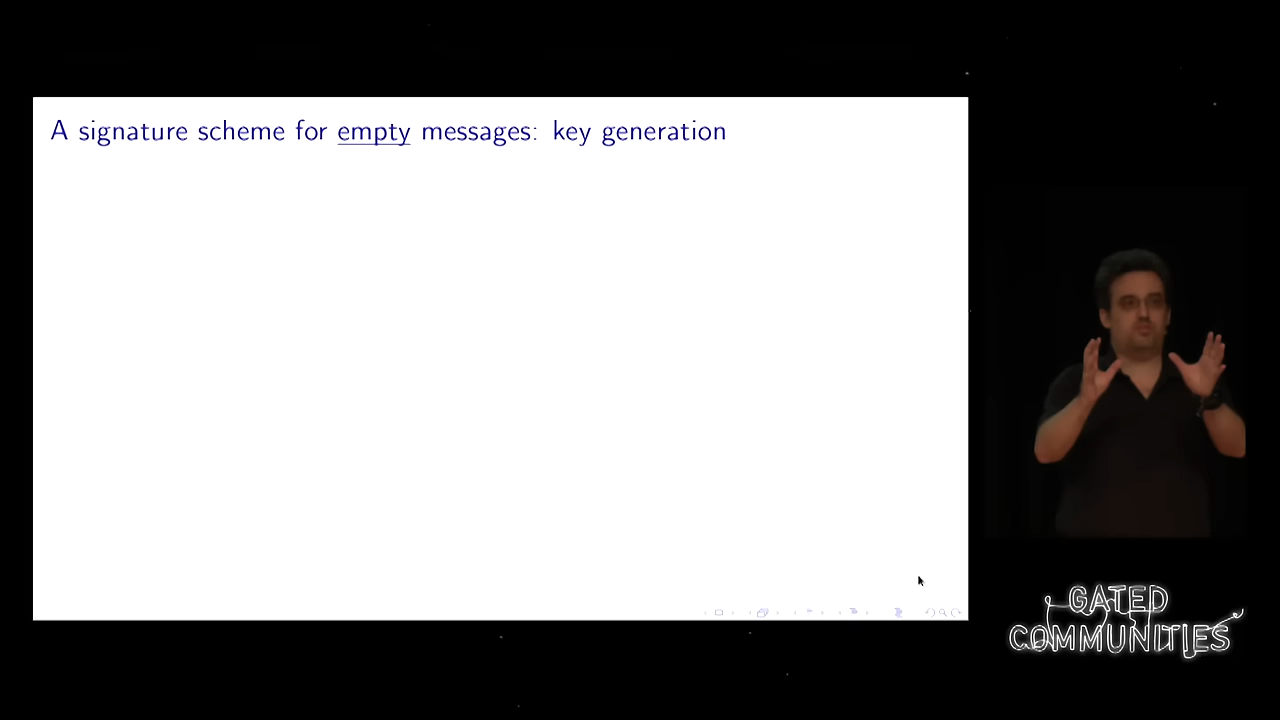 A signature scheme for empty messages: key generation
GATED
COMMUNITIES